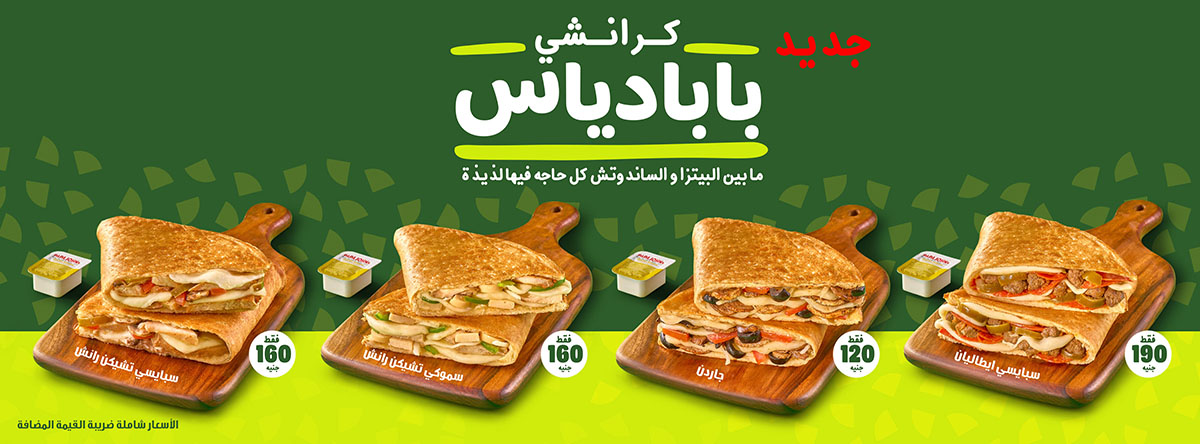 جديد
كرانشي
بابادياس
ما بين البيتزا و الساندوتش كل حاجه فيها لذيذة
سبايسي ايطاليان
فقط
190
جنيه
جاردن
فقط
120
جنيه
سموكي تشيكن رانش
فقط
160
جنيه
سبايسي تشيكن رانش
فقط
160
جنيه
الأسعار شاملة ضريبة القيمة المضافة